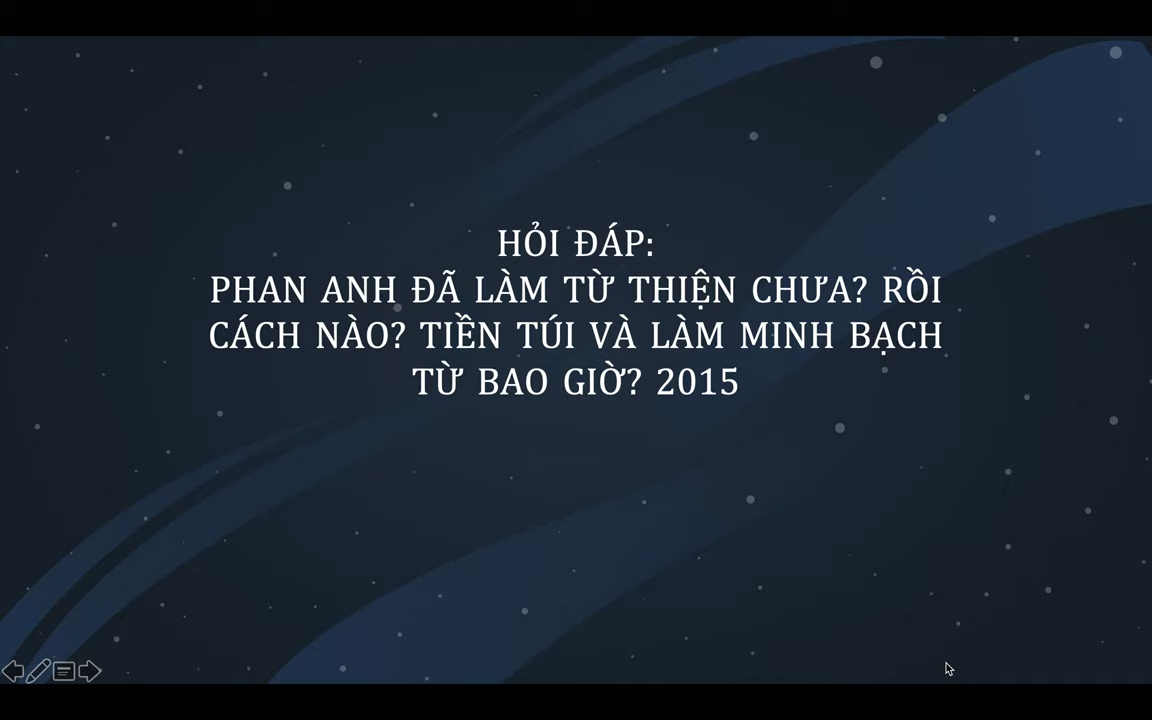 HỎI ĐÁP:
PHAN ANH ĐÃ LÀM TỪ THIỆN CHƯA? RỒI
CÁCH NÀO? TIỀN TÚI VÀ LÀM MINH BẠCH
TỪ BAO GIỜ? 2015